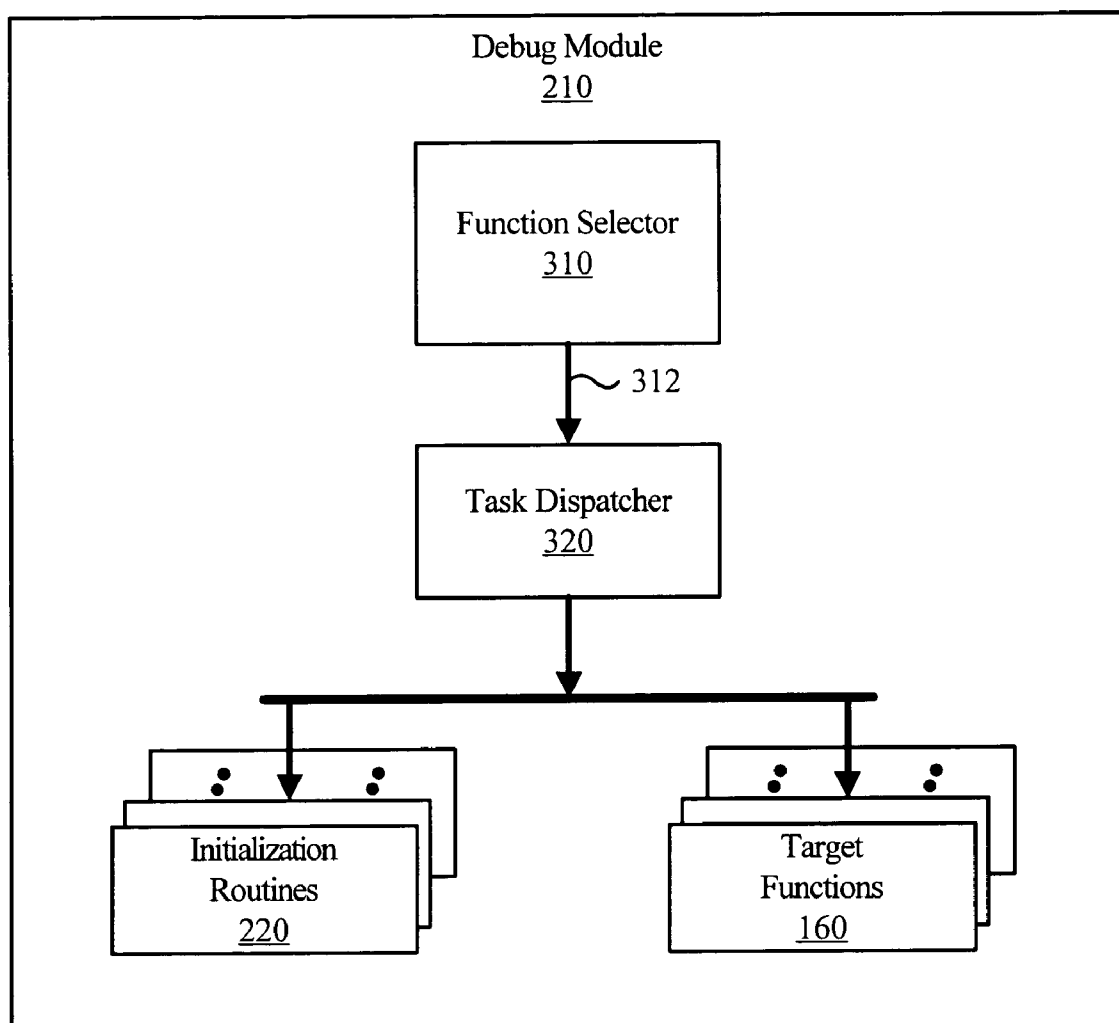 Debug Module
210
Function Selector
310
312
Task Dispatcher
320
Initialization
Routines
220
Target
Functions
160